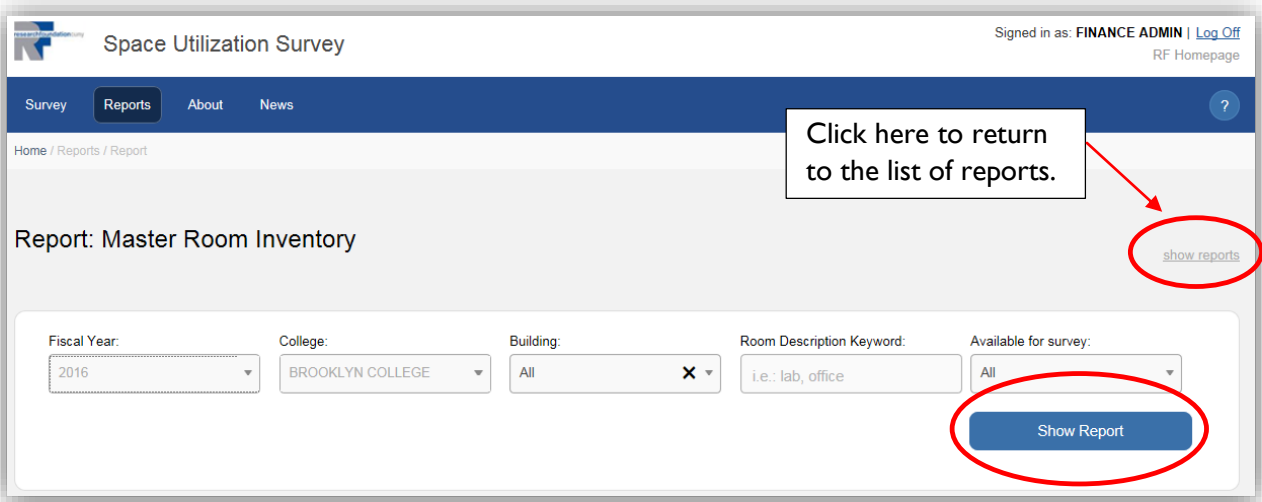 researchfoundationcuny
RF
Space Utilization Survey
Signed in as: FINANCE ADMIN | Log Off
RF Homepage
Survey Reports About News ?
Home / Reports / Report
Click here to return
to the list of reports.
Report: Master Room Inventory
show reports
Fiscal Year: College: Building: Room Description Keyword: Available for survey:
2016 BROOKLYN COLLEGE All i.e.: lab, office All
Show Report